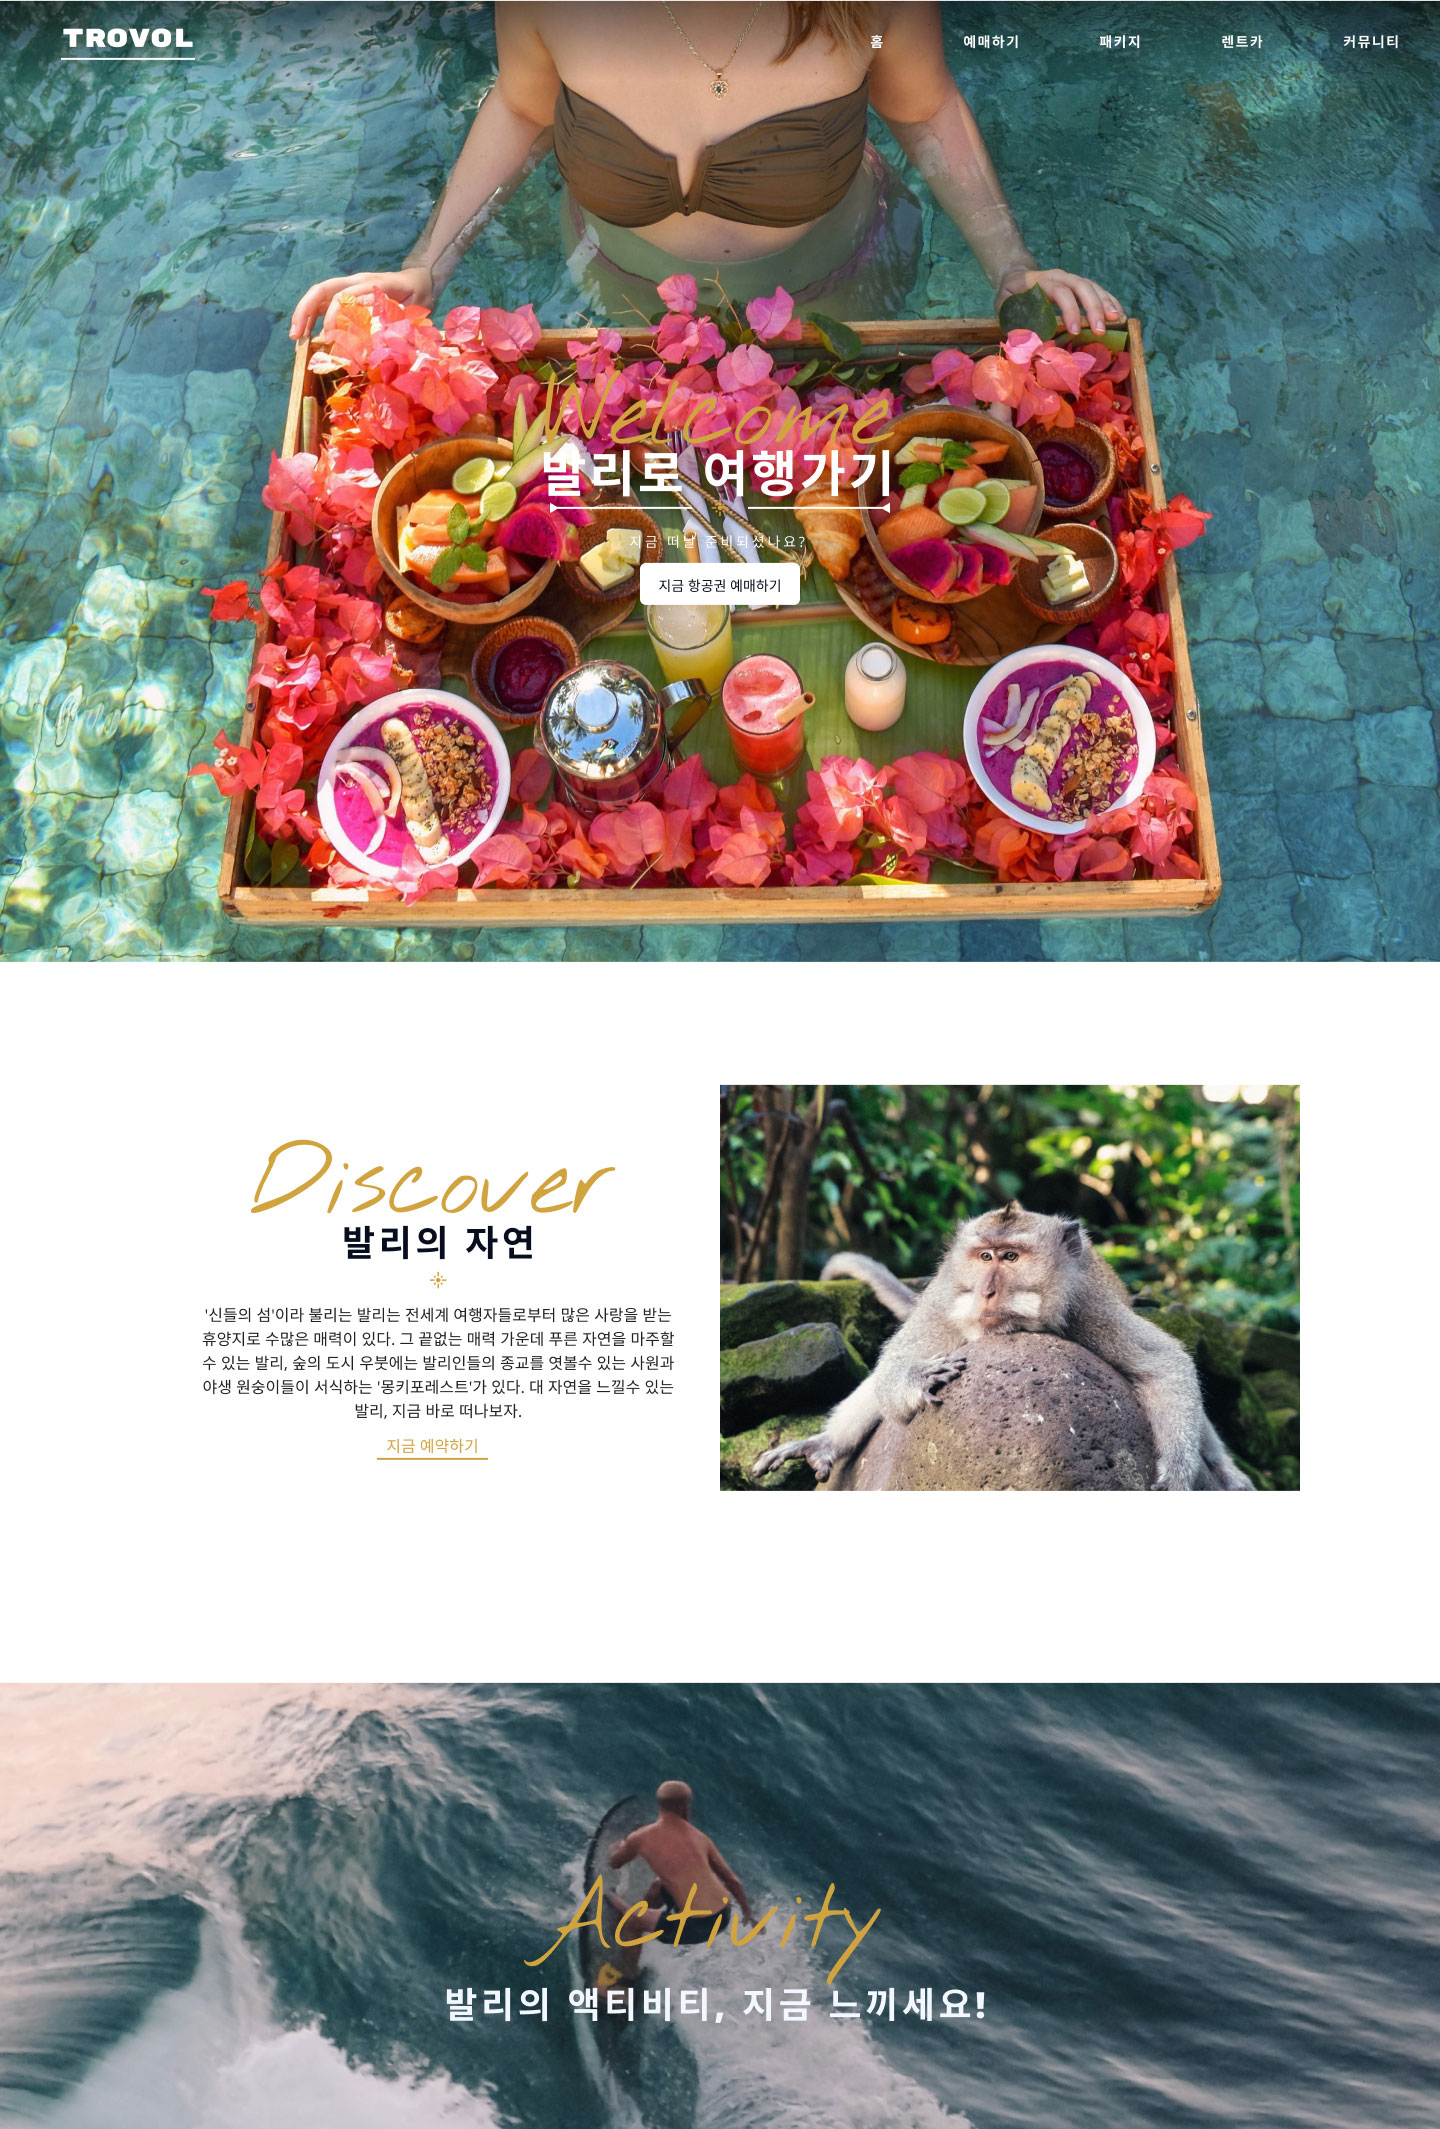 TROVOL
홈 예매하기 패키지 렌트카 커뮤니티
Welcome
발리로 여행가기
지금 떠날 준비되셨나요?
지금 항공권 예매하기
Discover
발리의 자연
'신들의 섬'이라 불리는 발리는 전세계 여행자들로부터 많은 사랑을 받는
휴양지로 수많은 매력이 있다. 그 끝없는 매력 가운데 푸른 자연을 마주할
수 있는 발리, 숲의 도시 우붓에는 발리인들의 종교를 엿볼수 있는 사원과
야생 원숭이들이 서식하는 '몽키포레스트'가 있다. 대 자연을 느낄수 있는
발리, 지금 바로 떠나보자.
지금 예약하기
Activity
발리의 액티비티, 지금 느끼세요!